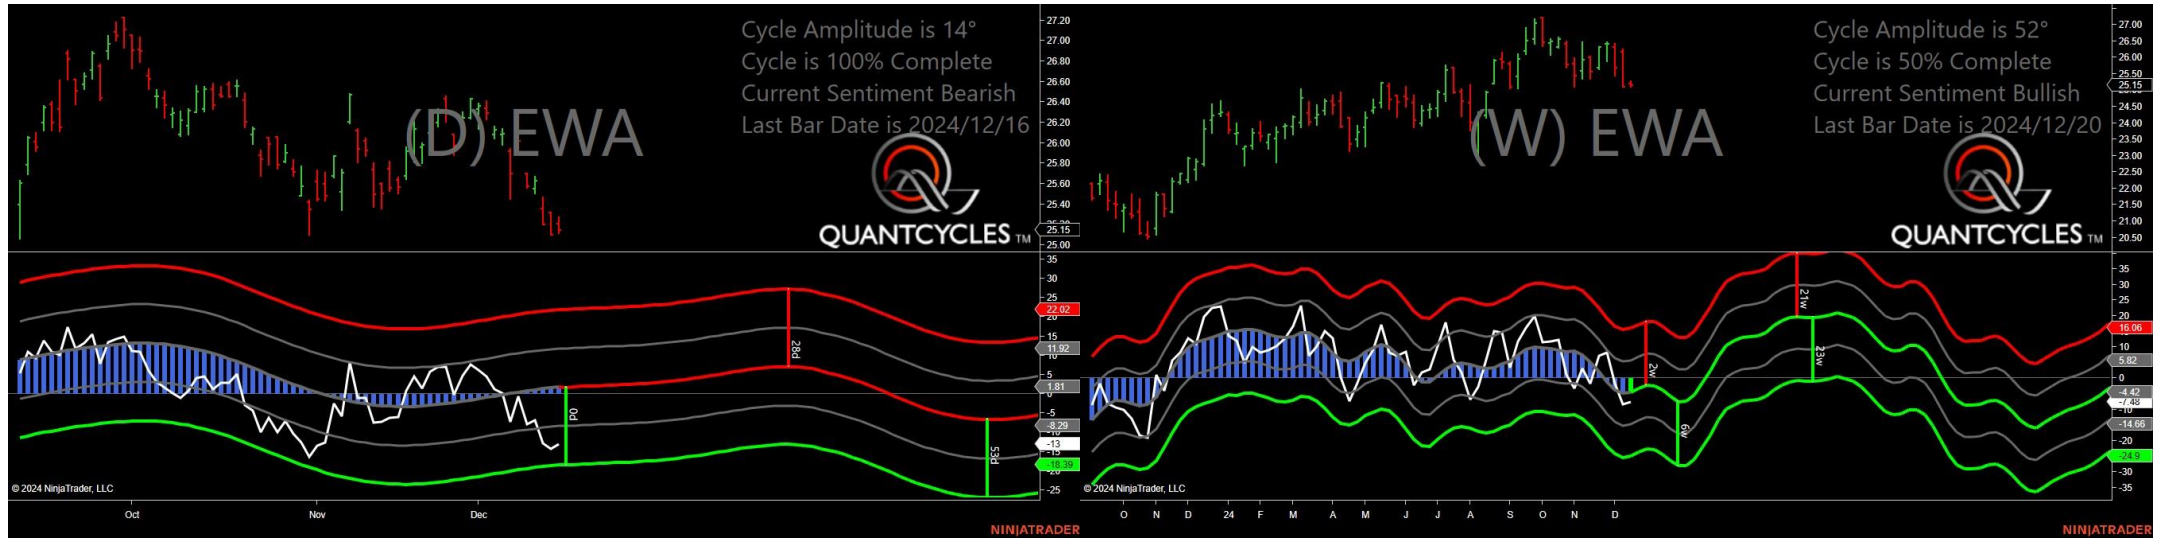 Cycle Amplitude is 14°
Cycle is 100% Complete
Current Sentiment Bearish
Last Bar Date is 2024/12/16
(D) EWA
QUANTCYCLES TM
27.20
27.00
26.80
26.60
26.40
26.20
26.00
25.80
25.60
25.40
25.15
25.00
35
30
25
22.02
20
15
11.92
10
5
1.81
0
-5
-8.29
-13
-15
-18.39
-25
28d
0d
53d
© 2024 NinjaTrader, LLC
Oct
Nov
Dec
NINJATRADER
Cycle Amplitude is 52°
Cycle is 50% Complete
Current Sentiment Bullish
Last Bar Date is 2024/12/20
(W) EWA
QUANTCYCLES TM
27.00
26.50
26.00
25.50
25.15
24.50
24.00
23.50
23.00
22.50
22.00
21.50
21.00
20.50
35
30
25
20
16.06
10
5.82
0
-4.42
-7.48
-10
-14.66
-20
-24.9
-30
-35
21w
2w
23w
6w
© 2024 NinjaTrader, LLC
O N D 24 F M A M J J A S O N D
NINJATRADER